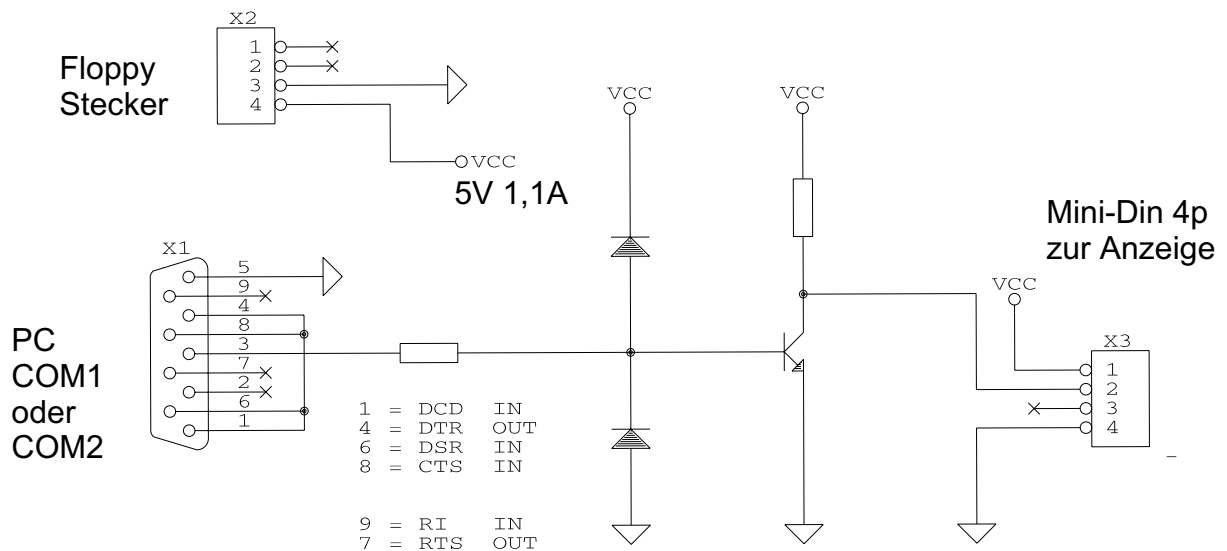 X2
1
2
3
4
Floppy
Stecker
VCC
5V 1,1A
VCC
VCC
Mini-Din 4p
zur Anzeige
VCC
X1
5
9
4
8
3
7
2
6
1
PC
COM1
oder
COM2
X3
1
2
3
4
1 = DCD IN
4 = DTR OUT
6 = DSR IN
8 = CTS IN
9 = RI IN
7 = RTS OUT